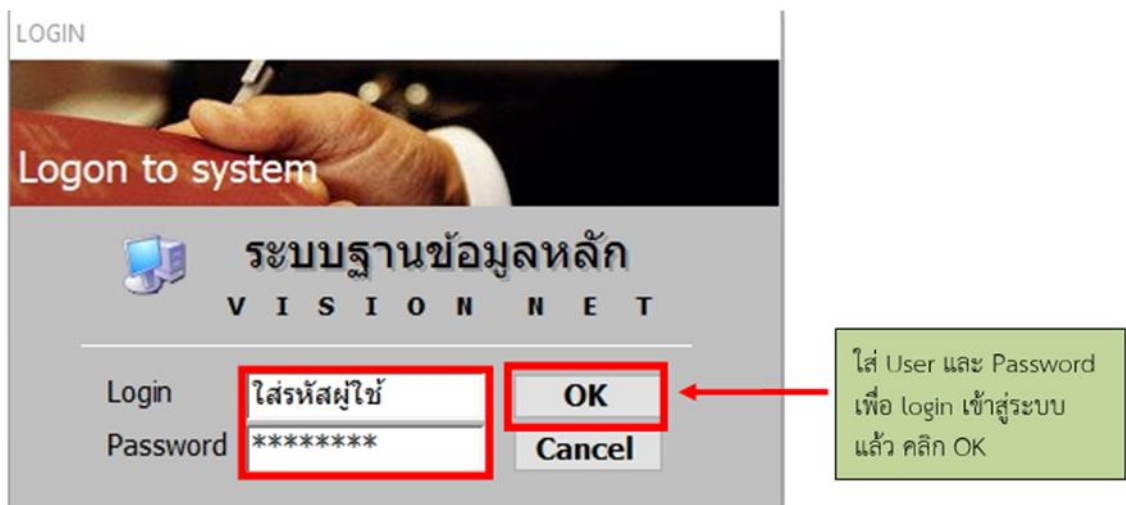 LOGIN
Logon to system
ระบบฐานข้อมูลหลัก
V I S I O N N E T
Login
ใส่รหัสผู้ใช้
OK
Password
********
Cancel
ใส่ User และ Password
เพื่อ login เข้าสู่ระบบ
แล้ว คลิก OK